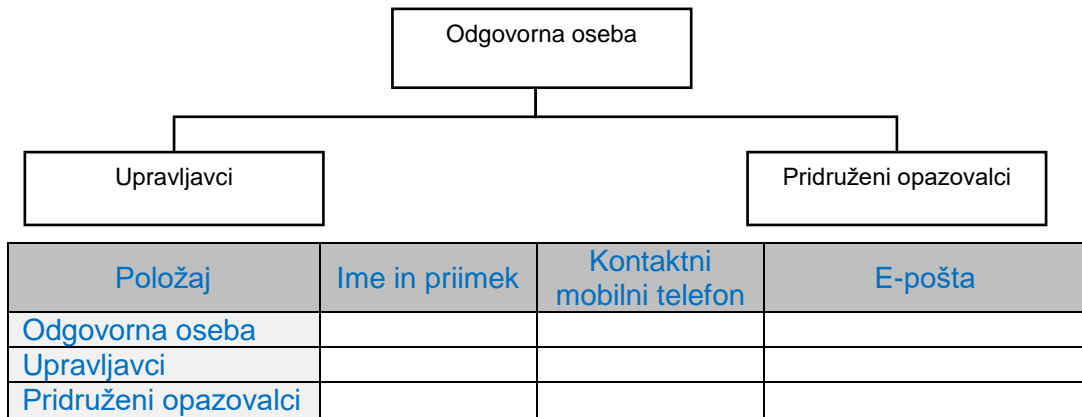 Odgovorna oseba
Upravljavci
Pridruženi opazovalci
Položaj
Ime in priimek
Kontaktni
mobilni telefon
E-pošta
Odgovorna oseba
Upravljavci
Pridruženi opazovalci